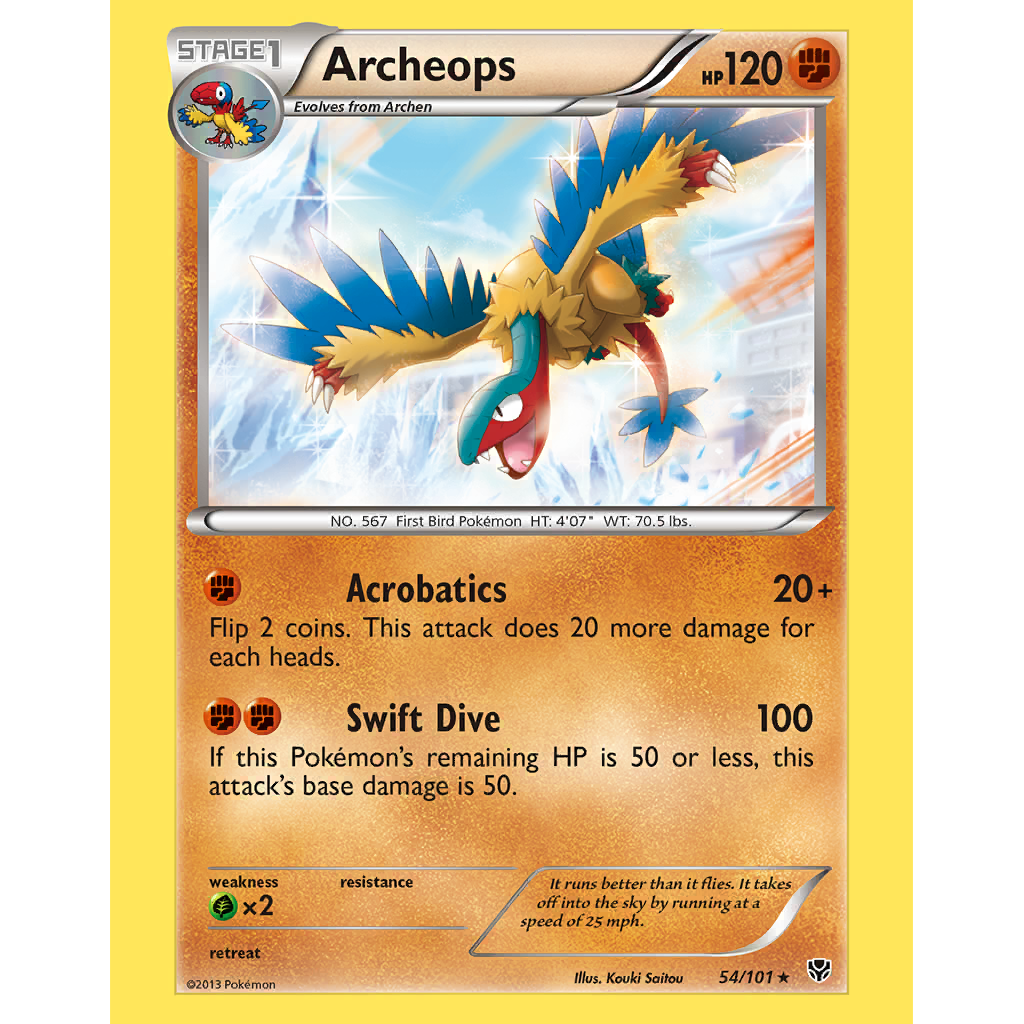 STAGE1
Archeops
HP120
Evolves from Archen
NO. 567 First Bird Pokémon HT: 4'07" WT: 70.5 lbs.
Acrobatics 20+
Flip 2 coins. This attack does 20 more damage for
each heads.
Swift Dive 100
If this Pokémon's remaining HP is 50 or less, this
attack's base damage is 50.
weakness resistance
×2
retreat
It runs better than it flies. It takes
off into the sky by running at a
speed of 25 mph.
©2013 Pokémon
Illus. Kouki Saitou 54/101 ★